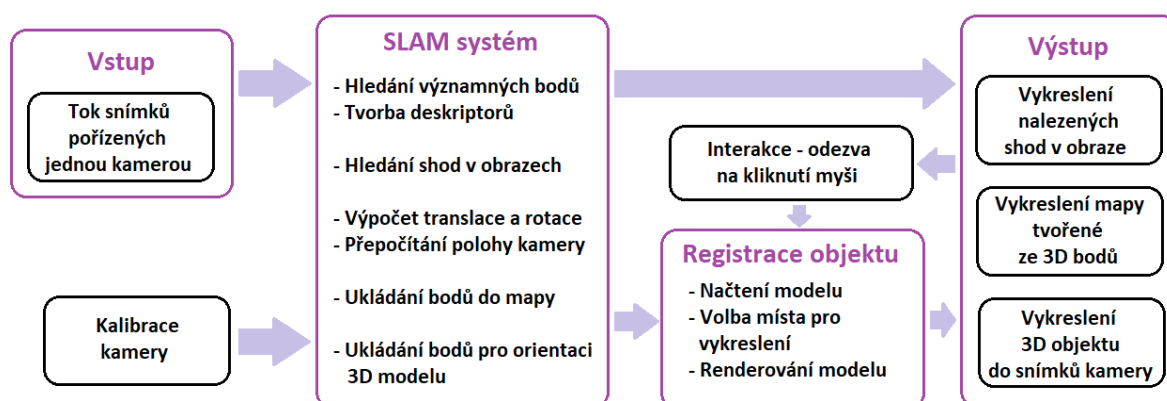 Vstup
Tok snímků
pořízených
jednou kamerou
Kalibrace
kamery
SLAM systém
- Hledání významných bodů
- Tvorba deskriptorů
- Hledání shod v obrazech
- Výpočet translace a rotace
- Přepočítání polohy kamery
- Ukládání bodů do mapy
- Ukládání bodů pro orientaci
3D modelu
Interakce - odezva
na kliknutí myši
Registrace objektu
- Načtení modelu
- Volba místa pro
vykreslení
- Renderování modelu
Výstup
Vykreslení
nalezených
shod v obraze
Vykreslení mapy
tvořené
ze 3D bodů
Vykreslení
3D objektu
do snímků kamery